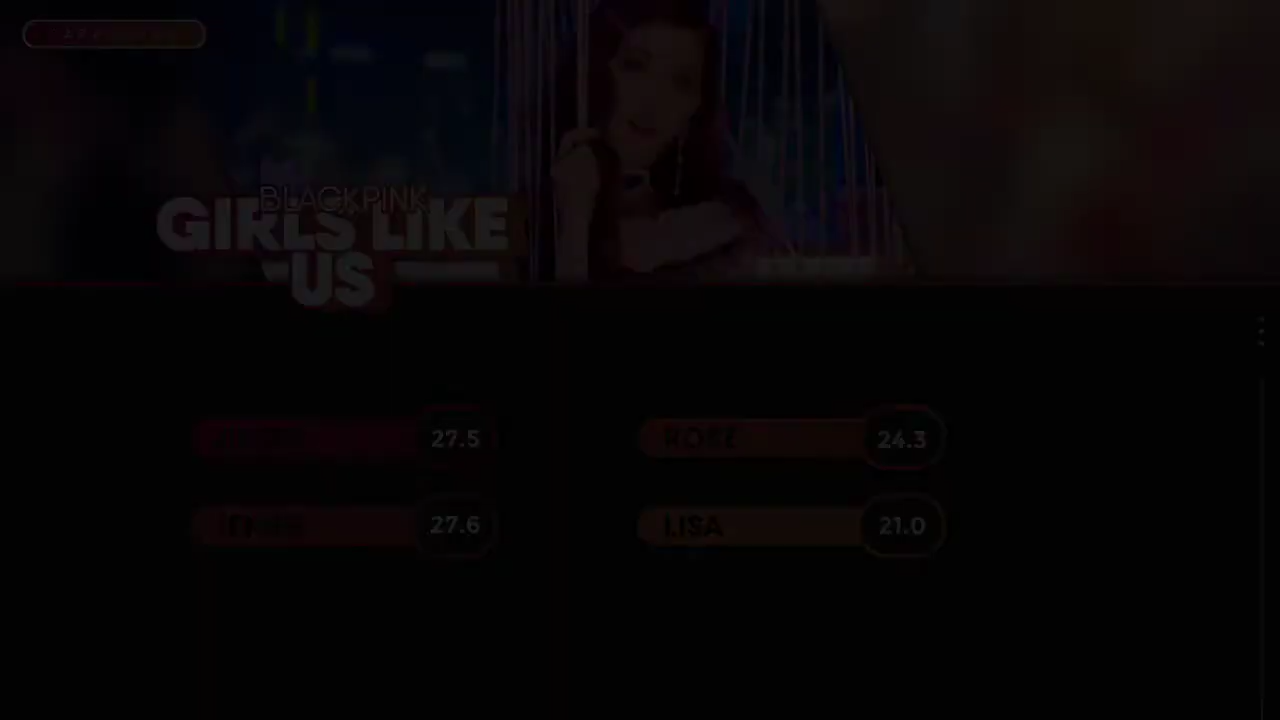 BLACKPINK
GIRLS LIKE
US
27.5
ROSÉ 24.3
27.6
LISA 21.0